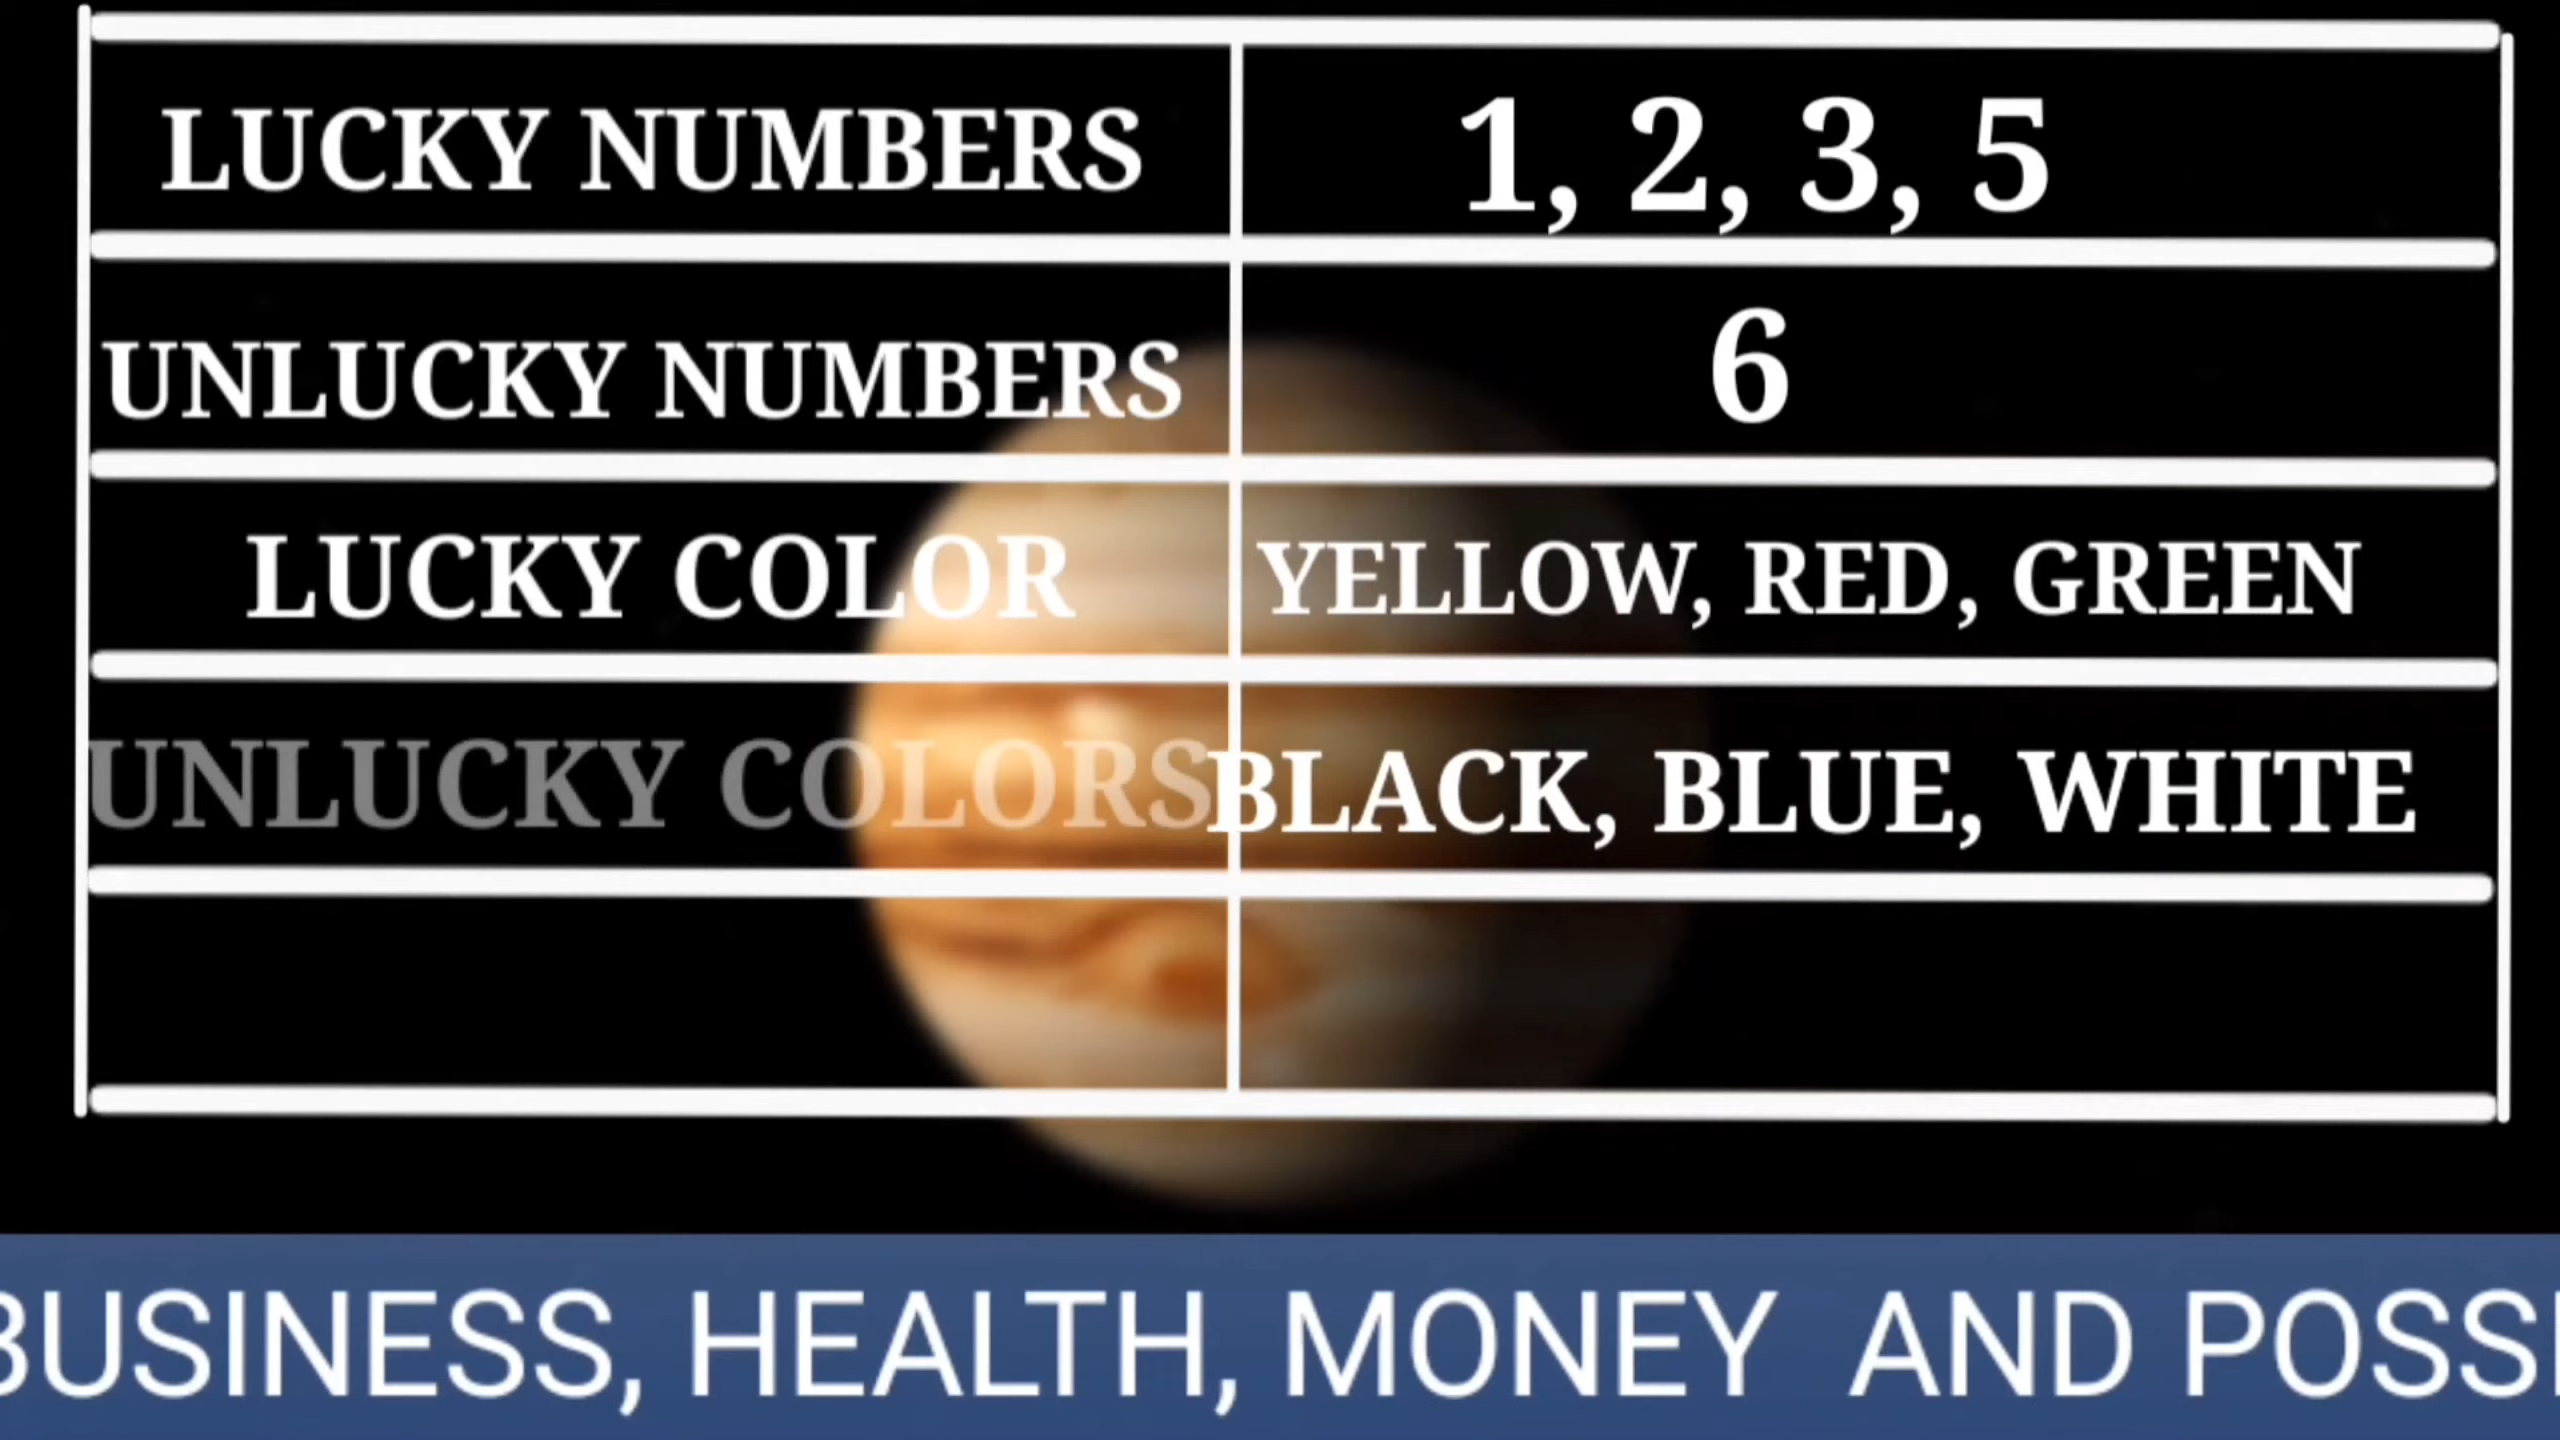 LUCKY NUMBERS 1, 2, 3, 5
UNLUCKY NUMBERS 6
LUCKY COLOR YELLOW, RED, GREEN
UNLUCKY COLORS BLACK, BLUE, WHITE
BUSINESS, HEALTH, MONEY AND